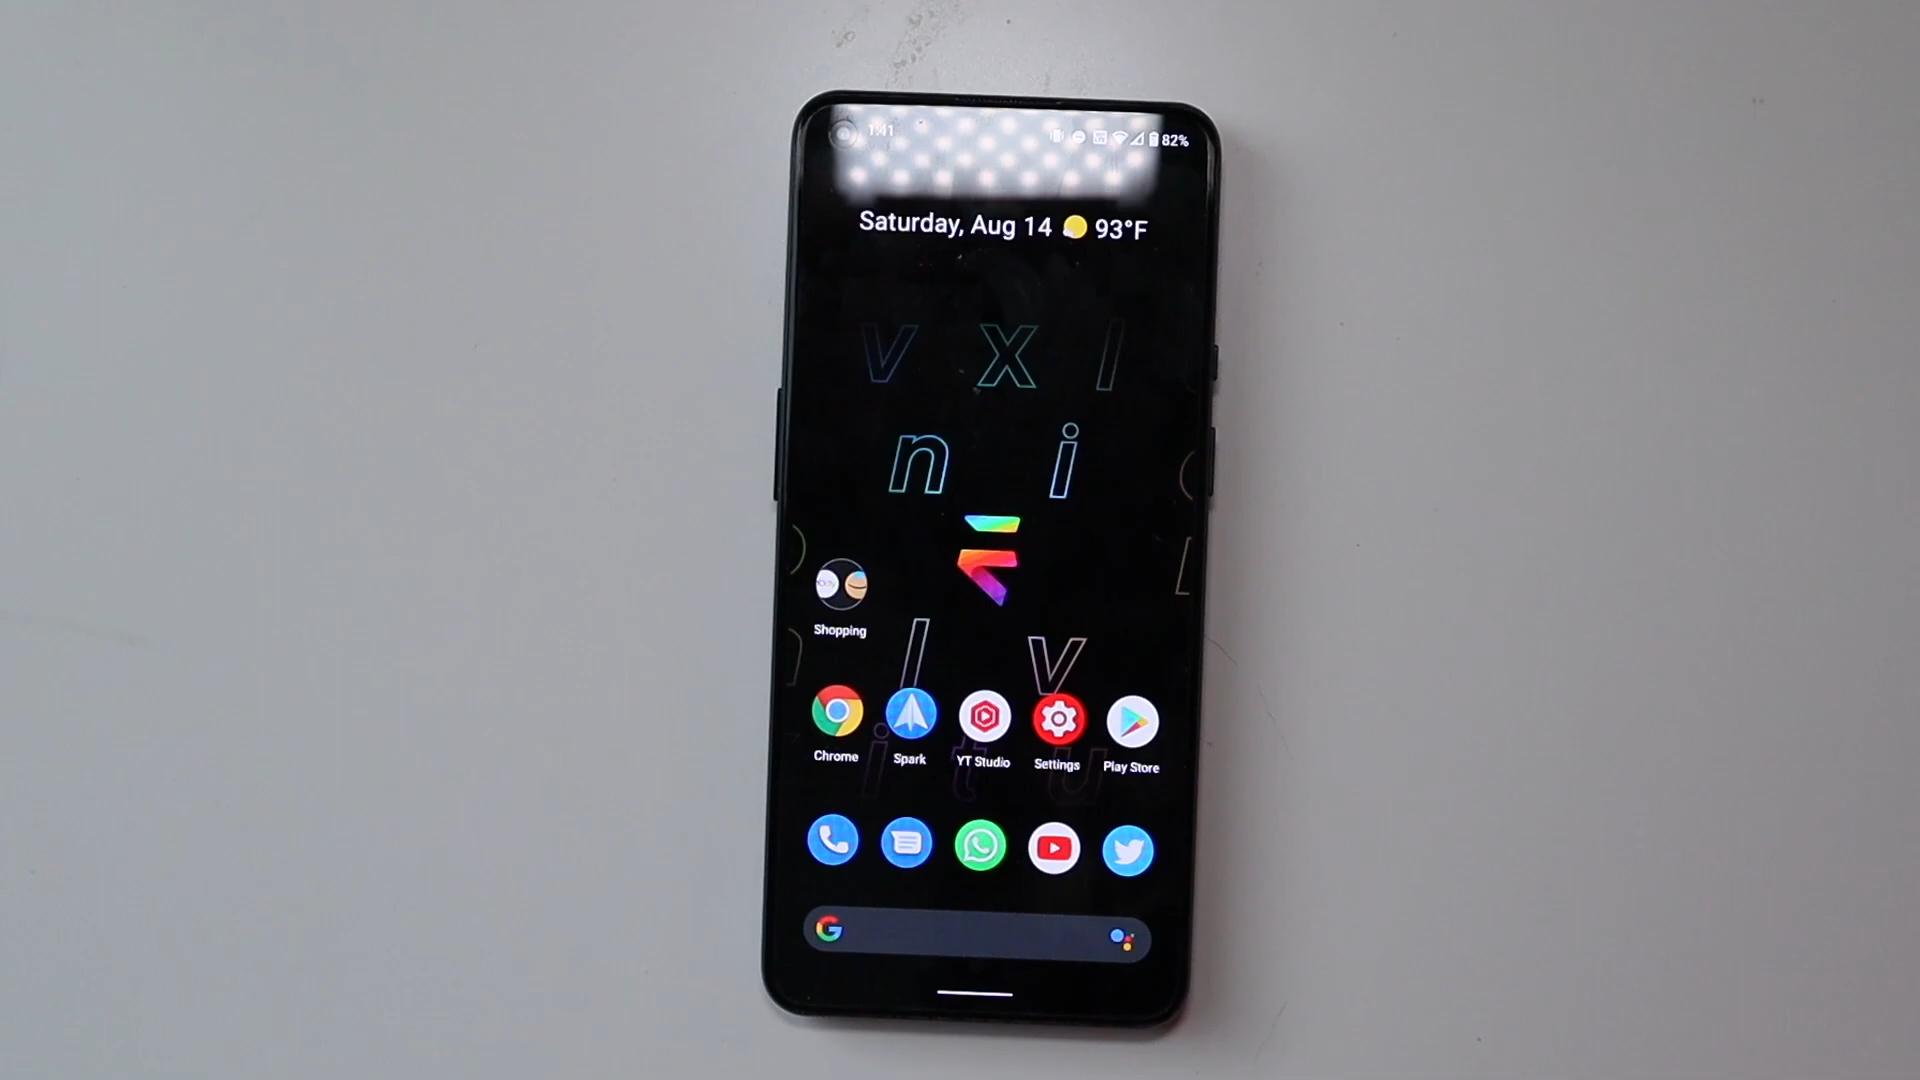 1:41 82%
Saturday, Aug 14 93°F
v x l
n i
Shopping
l v
Chrome Spark YT Studio Settings Play Store
i t u
G